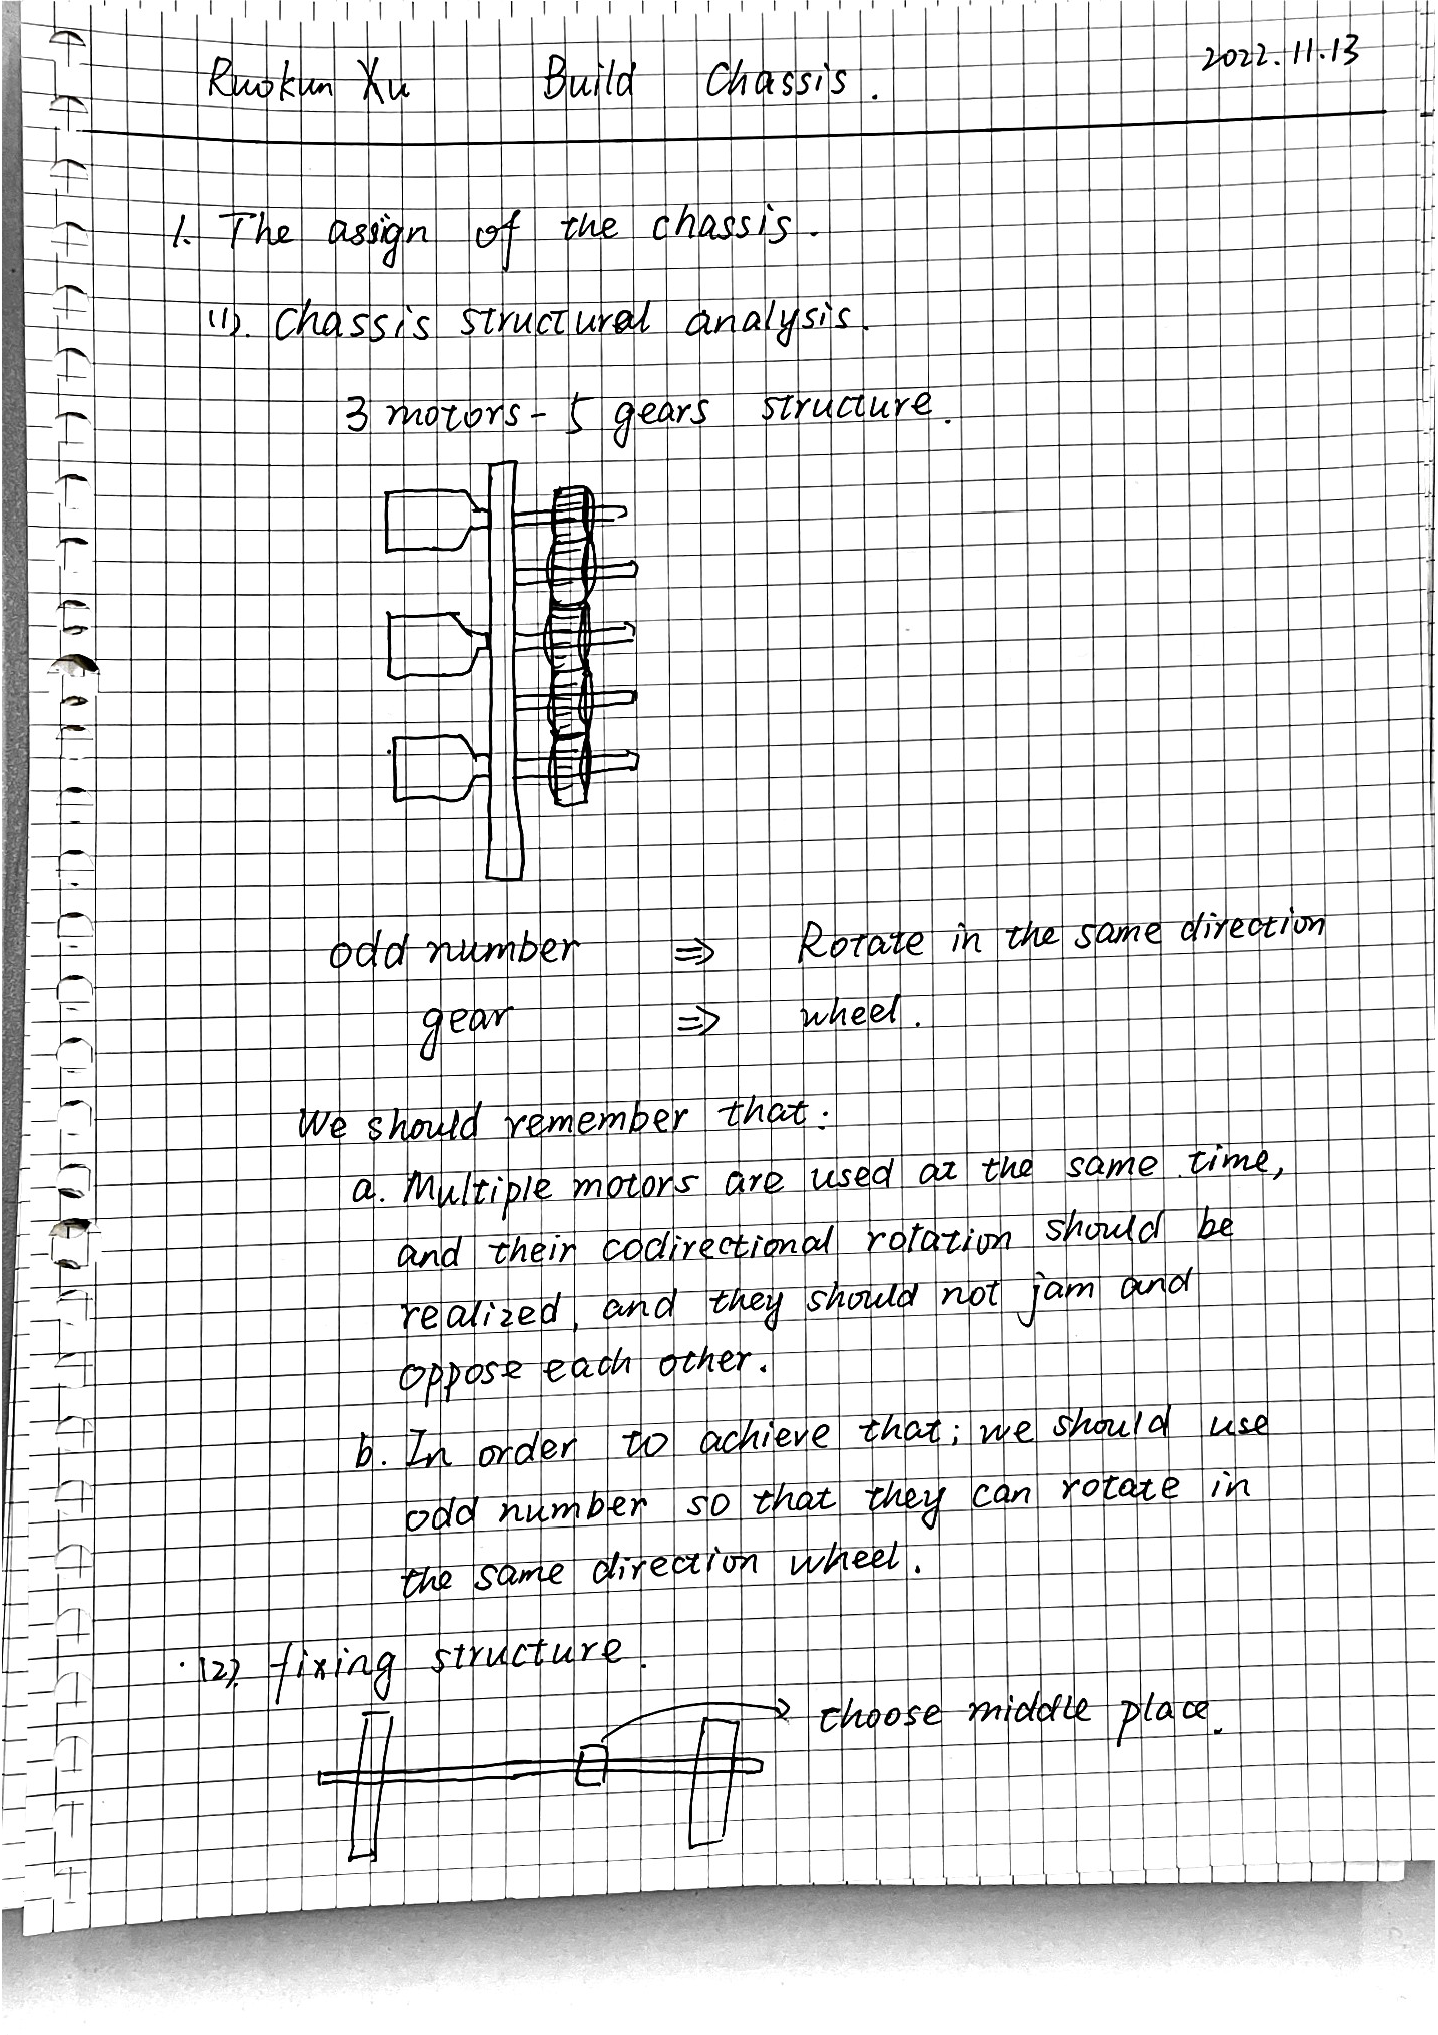 Ruokun Xu Build Chassis. 2022.11.13
1. The assign of the chassis.
(1). Chassis structural analysis.
3 motors - 5 gears structure.
odd number ⇒ Rotate in the same direction
gear ⇒ wheel.
We should remember that:
a. Multiple motors are used at the same time,
and their codirectional rotation should be
realized, and they should not jam and
oppose each other.
b. In order to achieve that; we should use
odd number so that they can rotate in
the same direction wheel.
(2). fixing structure.
choose middle place.